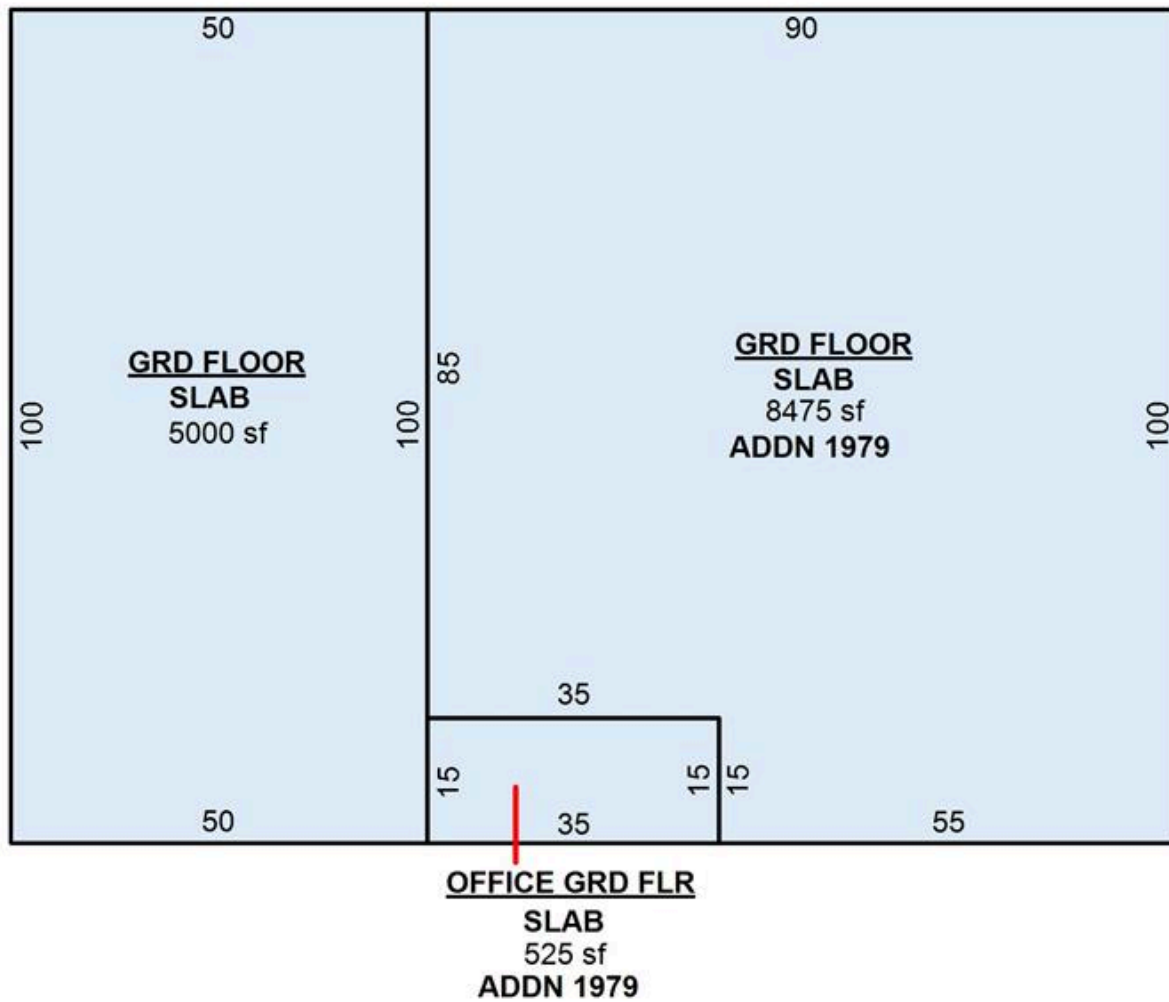 50
90
GRD FLOOR
SLAB
5000 sf
100
100
85
GRD FLOOR
SLAB
8475 sf
ADDN 1979
100
35
15
15
15
50
35
55
OFFICE GRD FLR
SLAB
525 sf
ADDN 1979